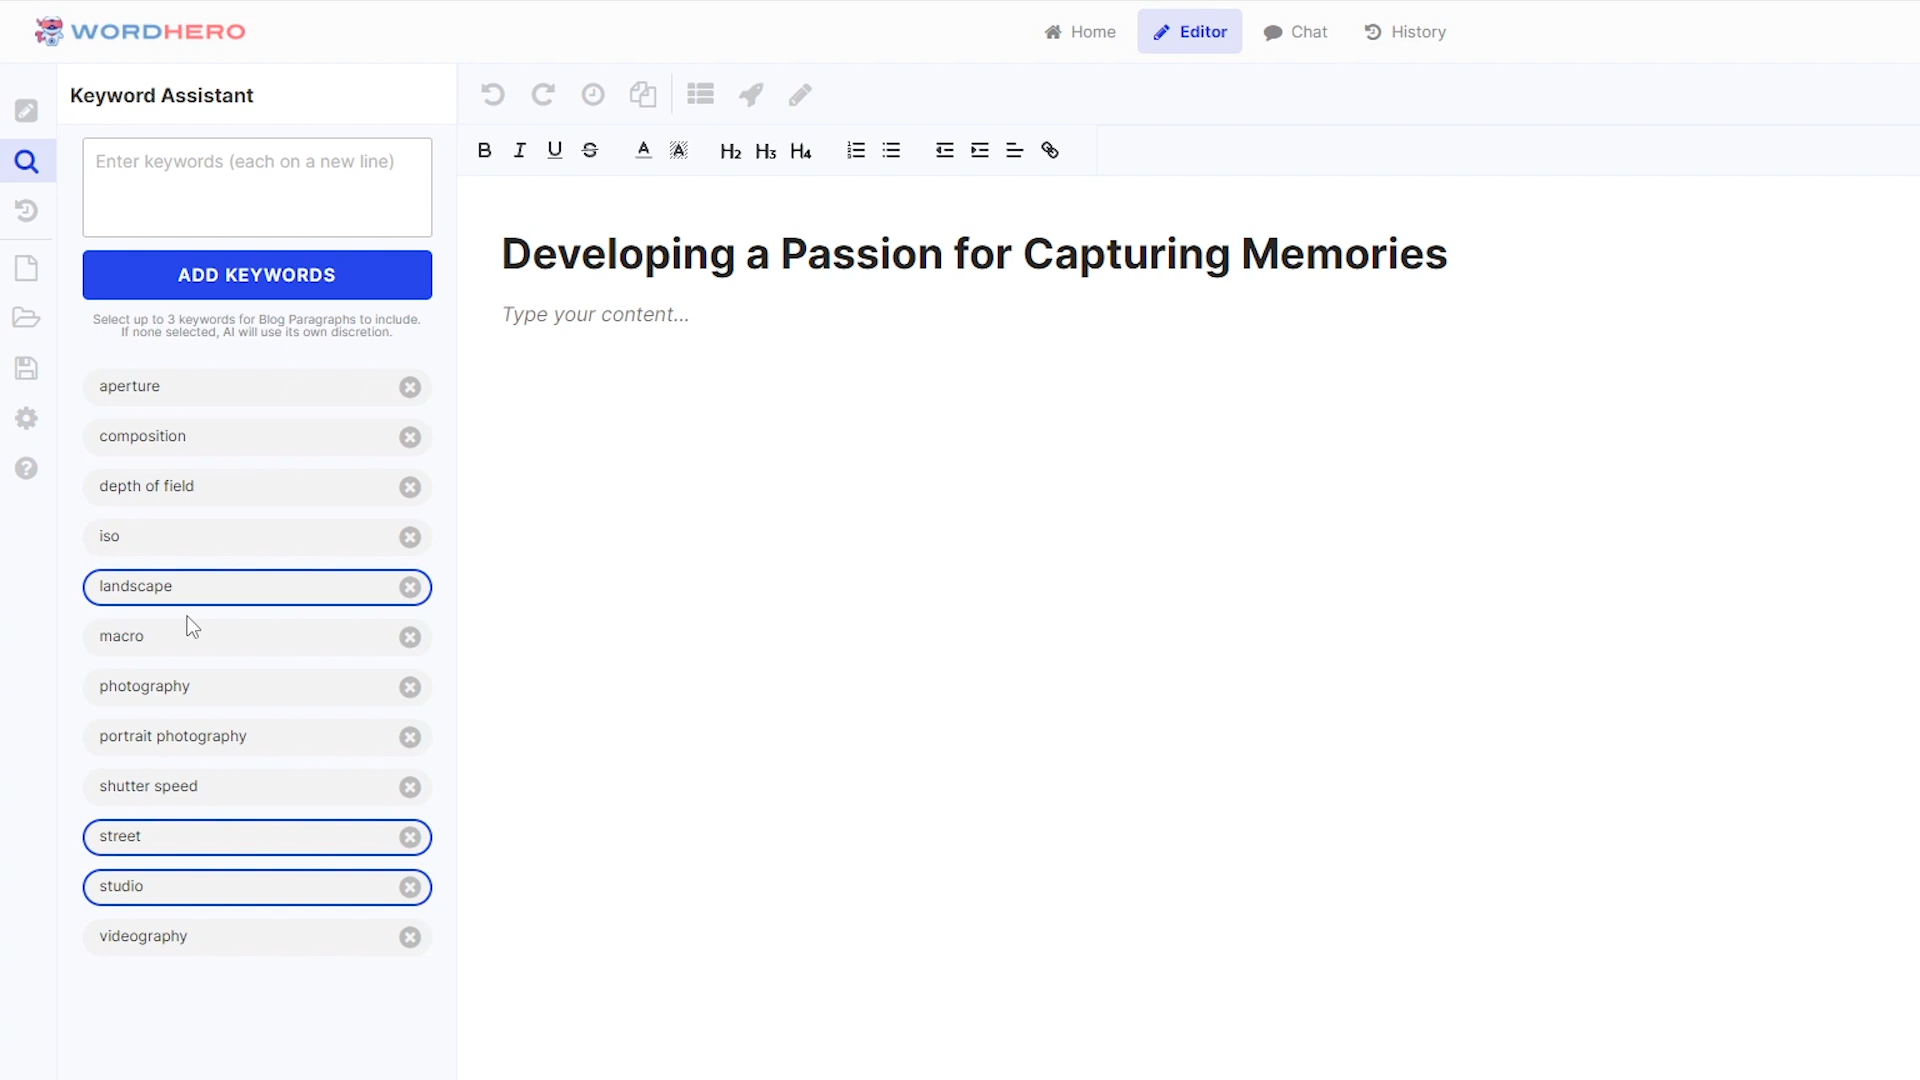 WORDHERO
Home
Editor
Chat
History
Keyword Assistant
Enter keywords (each on a new line)
ADD KEYWORDS
Select up to 3 keywords for Blog Paragraphs to include.
If none selected, AI will use its own discretion.
aperture
composition
depth of field
iso
landscape
macro
photography
portrait photography
shutter speed
street
studio
videography
B I U S A A H2 H3 H4
Developing a Passion for Capturing Memories
Type your content...